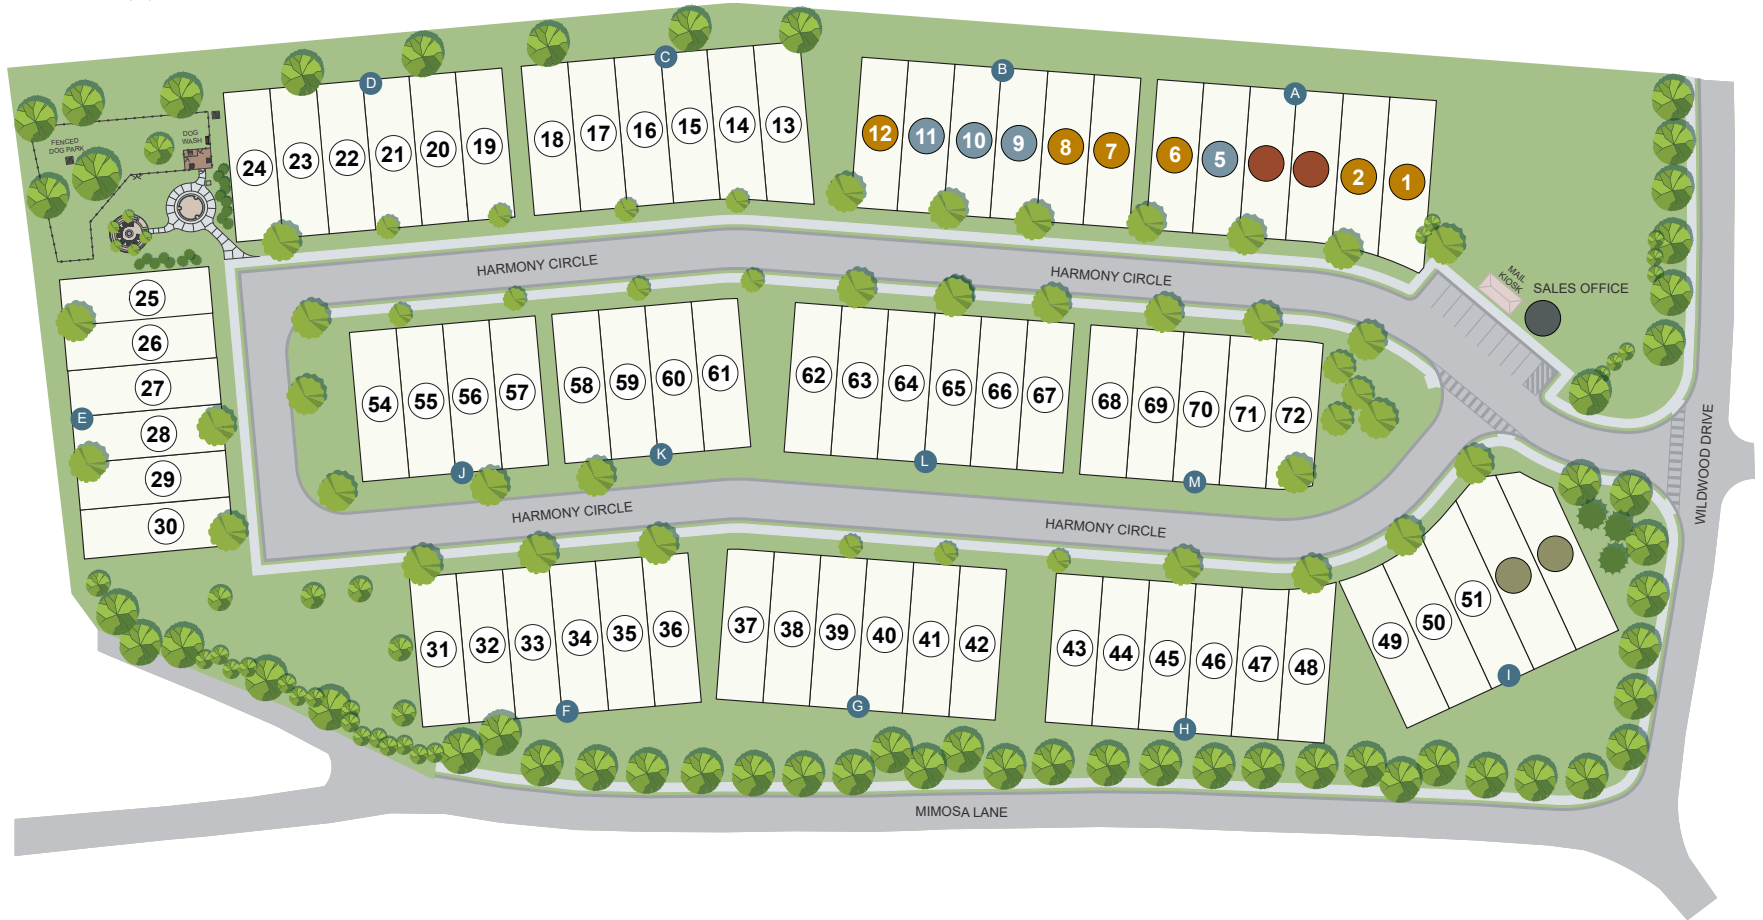 C
B
D
A
18 17 16 15 14 13
12 11 10 9 8 7
6 5 2 1
24 23 22 21 20 19
DOG
WASH
FENCED
DOG PARK
HARMONY CIRCLE
HARMONY CIRCLE
MAIL
KIOSK
SALES OFFICE
25
26
27
E
28
29
30
54 55 56 57
58 59 60 61
62 63 64 65 66 67
68 69 70 71 72
J
K
L
M
WILDWOOD DRIVE
HARMONY CIRCLE
HARMONY CIRCLE
31 32 33 34 35 36
37 38 39 40 41 42
43 44 45 46 47 48
49 50 51
F
G
H
I
MIMOSA LANE